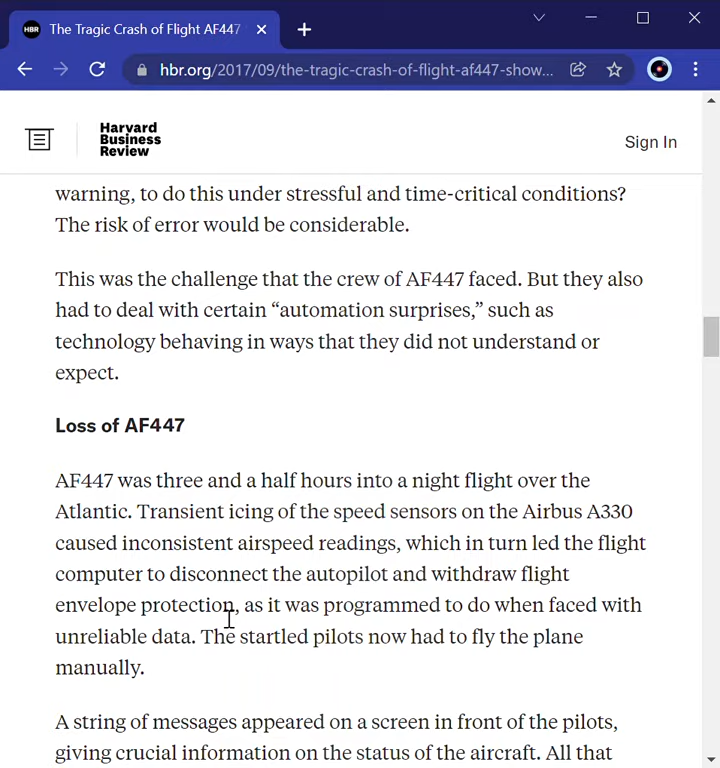 HBR The Tragic Crash of Flight AF447
hbr.org/2017/09/the-tragic-crash-of-flight-af447-show...
Harvard
Business
Review
Sign In
warning, to do this under stressful and time-critical conditions?
The risk of error would be considerable.
This was the challenge that the crew of AF447 faced. But they also
had to deal with certain “automation surprises,” such as
technology behaving in ways that they did not understand or
expect.
Loss of AF447
AF447 was three and a half hours into a night flight over the
Atlantic. Transient icing of the speed sensors on the Airbus A330
caused inconsistent airspeed readings, which in turn led the flight
computer to disconnect the autopilot and withdraw flight
envelope protection, as it was programmed to do when faced with
unreliable data. The startled pilots now had to fly the plane
manually.
A string of messages appeared on a screen in front of the pilots,
giving crucial information on the status of the aircraft. All that